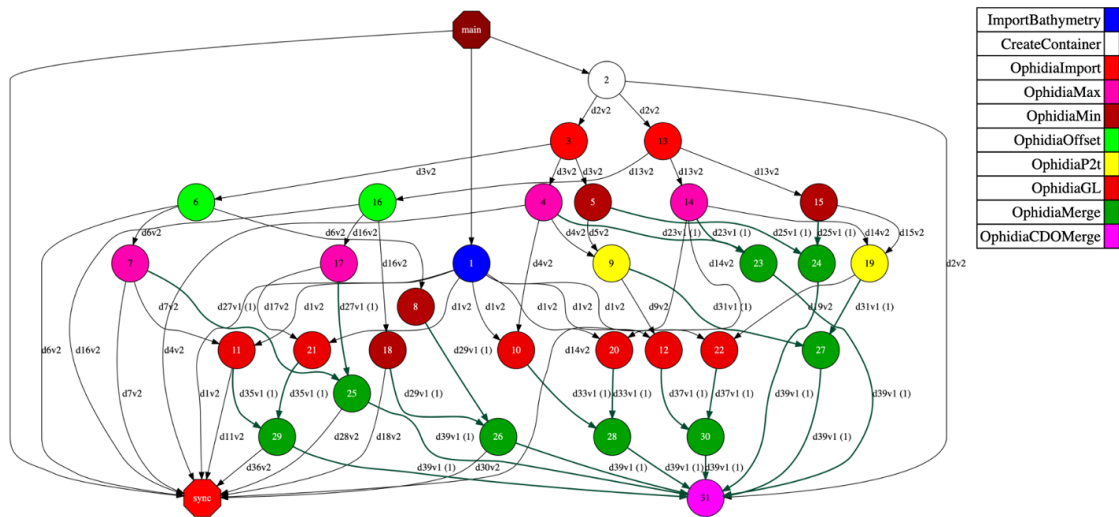 main
ImportBathymetry
CreateContainer
OphidiaImport
OphidiaMax
OphidiaMin
OphidiaOffset
OphidiaP2t
OphidiaGL
OphidiaMerge
OphidiaCDOMerge
2
d2v2 d2v2
3 13
d3v2 d3v2 d3v2 d13v2 d13v2 d13v2
6 16 4 5 14 15
d6v2 d6v2 d16v2 d4v2 d5v2 d23v1 (1) d23v1 (1) d25v1 (1) d25v1 (1) d14v2 d15v2
7 17 1 9 23 24 19
d16v2 d4v2 d14v2 d2v2
8
d7v2 d27v1 (1) d17v2 d27v1 (1) d1v2 d1v2 d1v2 d1v2 d1v2 d9v2 d31v1 (1) d19v2 d31v1 (1)
11 21 18 10 20 12 22 27
d6v2 d16v2 d4v2 d29v1 (1) d14v2
d7v2 d1v2 d35v1 (1) d35v1 (1) d29v1 (1) d33v1 (1) d33v1 (1) d37v1 (1) d37v1 (1) d39v1 (1) d39v1 (1)
25
29 26 28 30
d11v2 d28v2 d18v2 d39v1 (1) d39v1 (1)
d36v2 d39v1 (1) d30v2 d39v1 (1) d39v1 (1) d39v1 (1)
sync 31